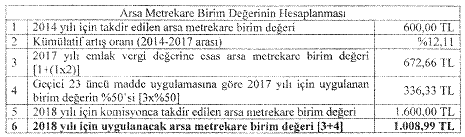 Arsa Metrekare Birim Değerinin Hesaplanması
1 2014 yılı için takdir edilen arsa metrekare birim değeri 600,00 TL
2 Kümülatif artış oranı (2014-2017 arası) %12,11
3 2017 yılı emlak vergi değerine esas arsa metrekare birim değeri
[1+(1x2)] 672,66 TL
4 Geçici 23 üncü madde uygulamasına göre 2017 yılı için uygulanan
birim değerin %50'si [3x%50] 336,33 TL
5 2018 yılı için komisyonca takdir edilen arsa metrekare birim değeri 1.600,00 TL
6 2018 yılı için uygulanacak arsa metrekare birim değeri [3+4] 1.008,99 TL